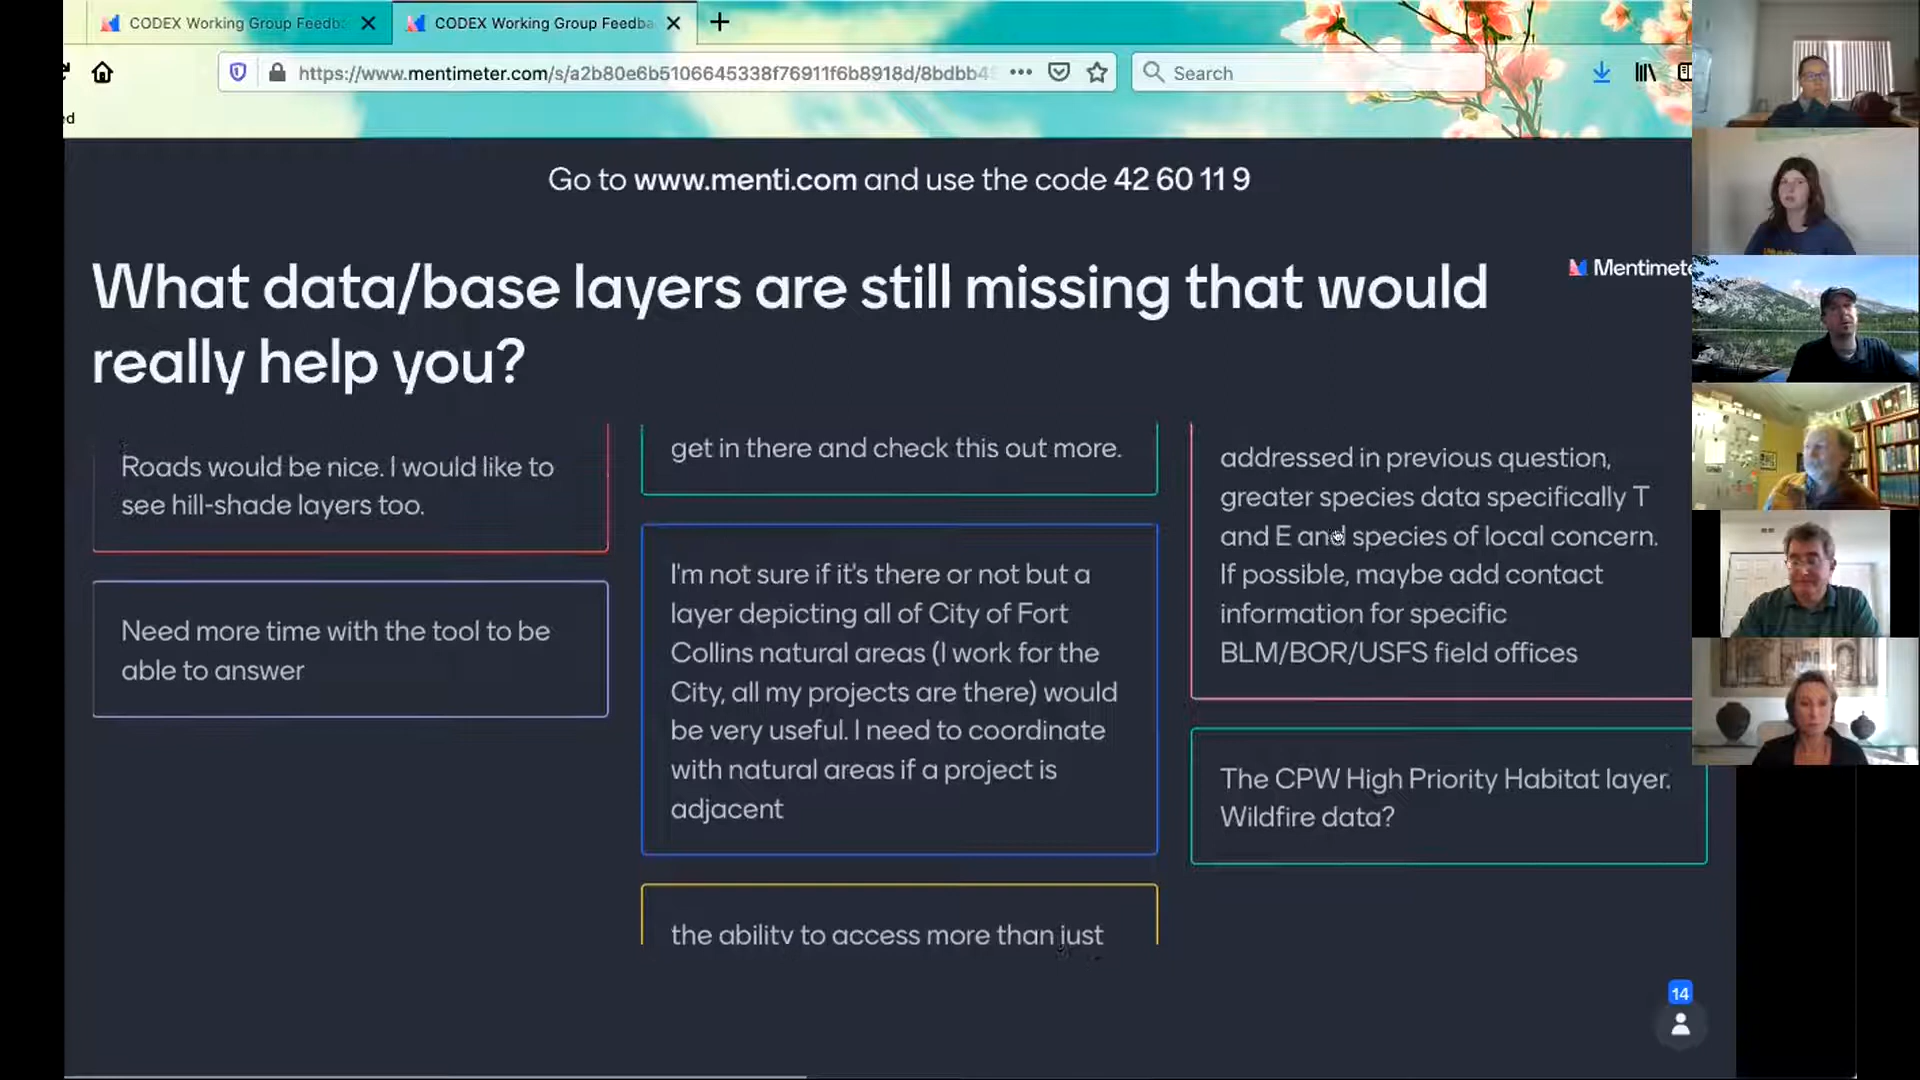 CODEX Working Group Feedb
CODEX Working Group Feedba
https://www.mentimeter.com/s/a2b80e6b5106645338f76911f6b8918d/8bdbb4
Search
ed
Go to www.menti.com and use the code 42 60 11 9
What data/base layers are still missing that would
really help you?
Mentimete
Roads would be nice. I would like to
see hill-shade layers too.
Need more time with the tool to be
able to answer
get in there and check this out more.
I'm not sure if it's there or not but a
layer depicting all of City of Fort
Collins natural areas (I work for the
City, all my projects are there) would
be very useful. I need to coordinate
with natural areas if a project is
adjacent
the ability to access more than just
addressed in previous question,
greater species data specifically T
and E and species of local concern.
If possible, maybe add contact
information for specific
BLM/BOR/USFS field offices
The CPW High Priority Habitat layer.
Wildfire data?
14